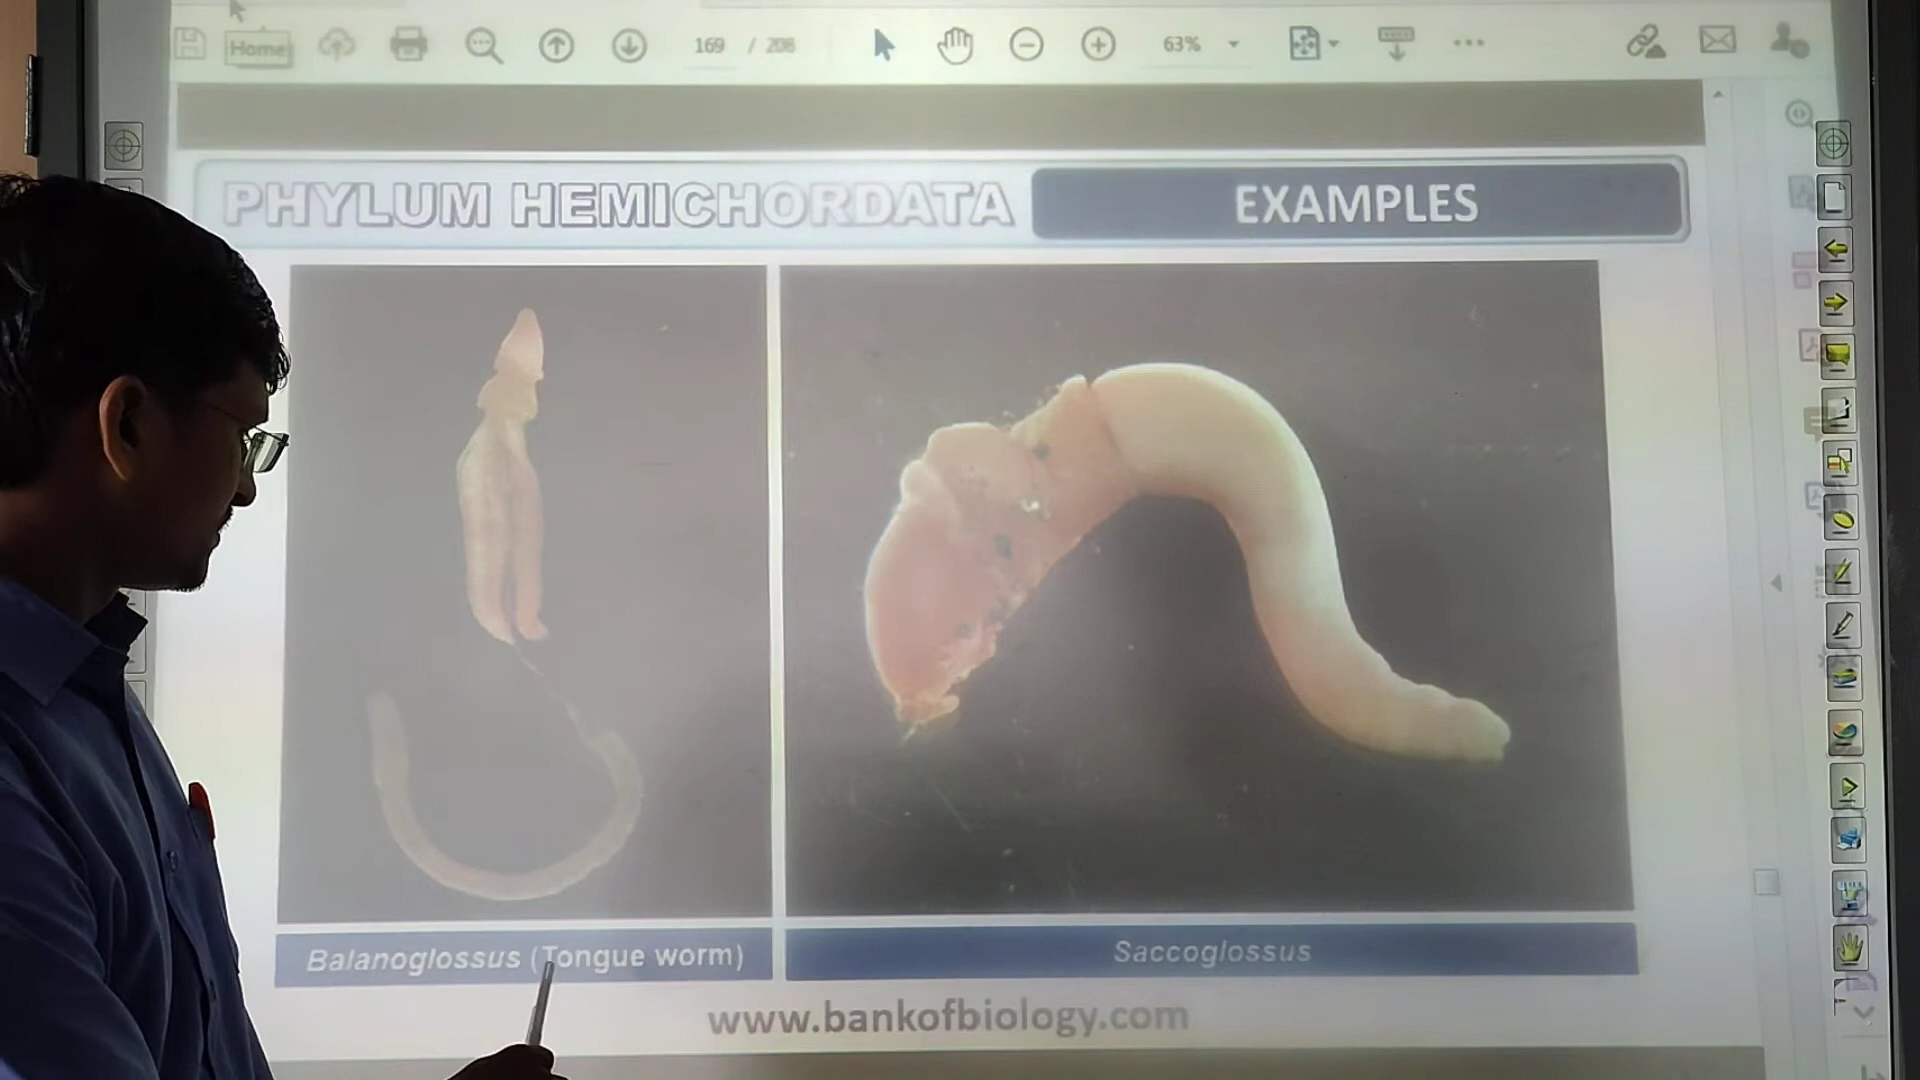 Home
169 / 208
63%
PHYLUM HEMICHORDATA
EXAMPLES
Balanoglossus (Tongue worm)
Saccoglossus
www.bankofbiology.com